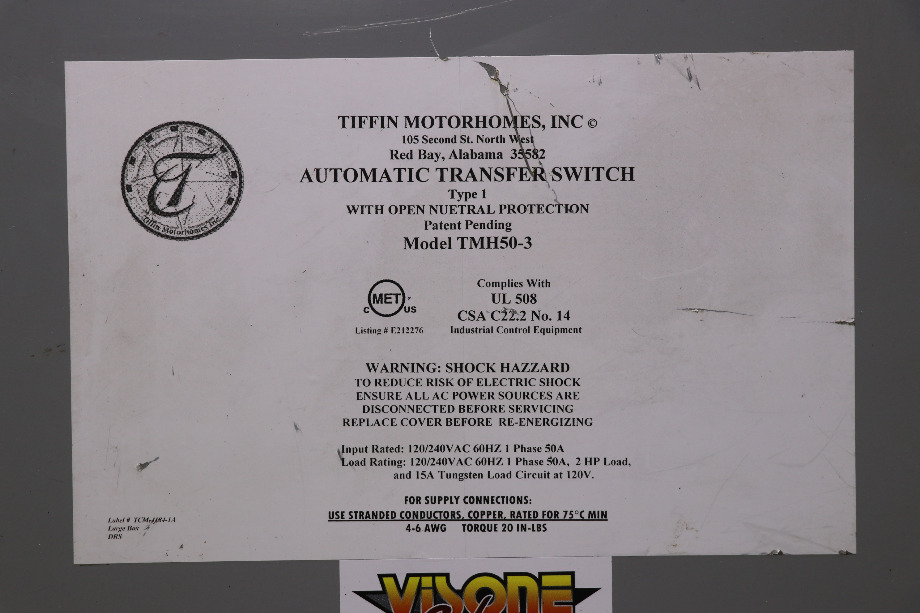 TIFFIN MOTORHOMES, INC ©
105 Second St. North West
Red Bay, Alabama 35582
AUTOMATIC TRANSFER SWITCH
Type 1
WITH OPEN NUETRAL PROTECTION
Patent Pending
Model TMH50-3
T
Tiffin Motorhomes Inc.
C MET US
Listing # E212276
Complies With
UL 508
CSA C22.2 No. 14
Industrial Control Equipment
WARNING: SHOCK HAZZARD
TO REDUCE RISK OF ELECTRIC SHOCK
ENSURE ALL AC POWER SOURCES ARE
DISCONNECTED BEFORE SERVICING
REPLACE COVER BEFORE RE-ENERGIZING
Input Rated: 120/240VAC 60HZ 1 Phase 50A
Load Rating: 120/240VAC 60HZ 1 Phase 50A, 2 HP Load,
and 15A Tungsten Load Circuit at 120V.
FOR SUPPLY CONNECTIONS:
USE STRANDED CONDUCTORS, COPPER, RATED FOR 75°C MIN
4-6 AWG TORQUE 20 IN-LBS
Label #
Large Box
DRS
VISONE